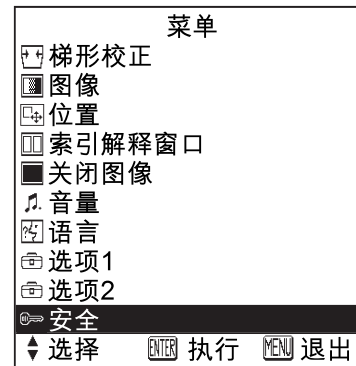 菜单
梯形校正
图像
位置
索引解释窗口
关闭图像
音量
语言
选项1
选项2
安全
选择 ENTER 执行 MENU 退出